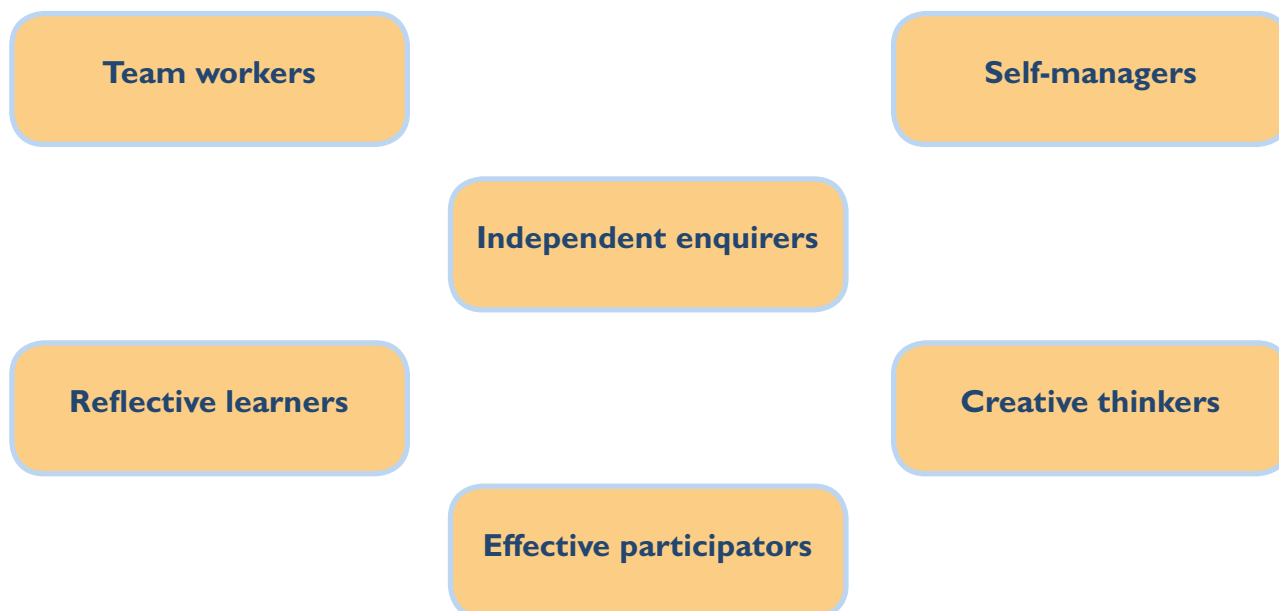 Team workers
Self-managers
Independent enquirers
Reflective learners
Creative thinkers
Effective participators